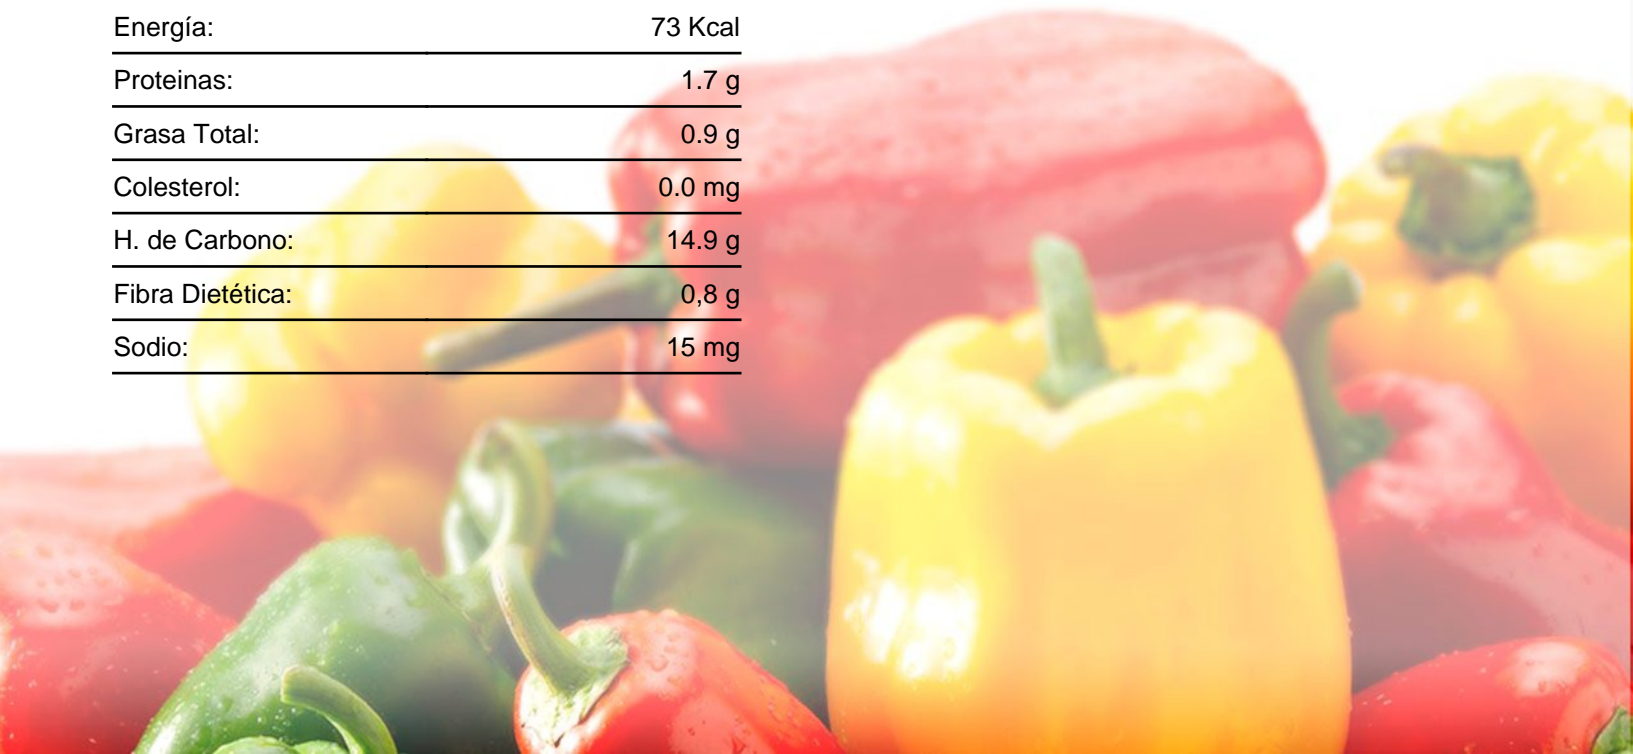 Energía: 73 Kcal
Proteinas: 1.7 g
Grasa Total: 0.9 g
Colesterol: 0.0 mg
H. de Carbono: 14.9 g
Fibra Dietética: 0,8 g
Sodio: 15 mg